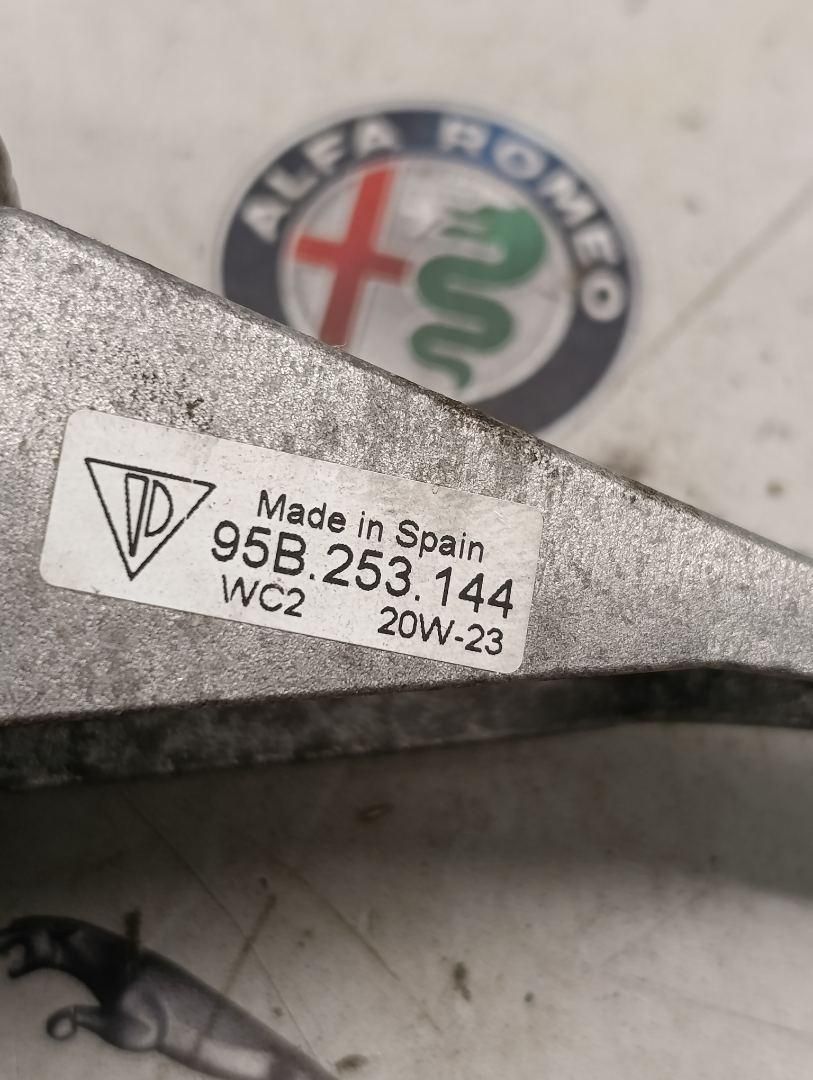 ALFA ROMEO
Made in Spain
95B.253.144
WC2
20W-23